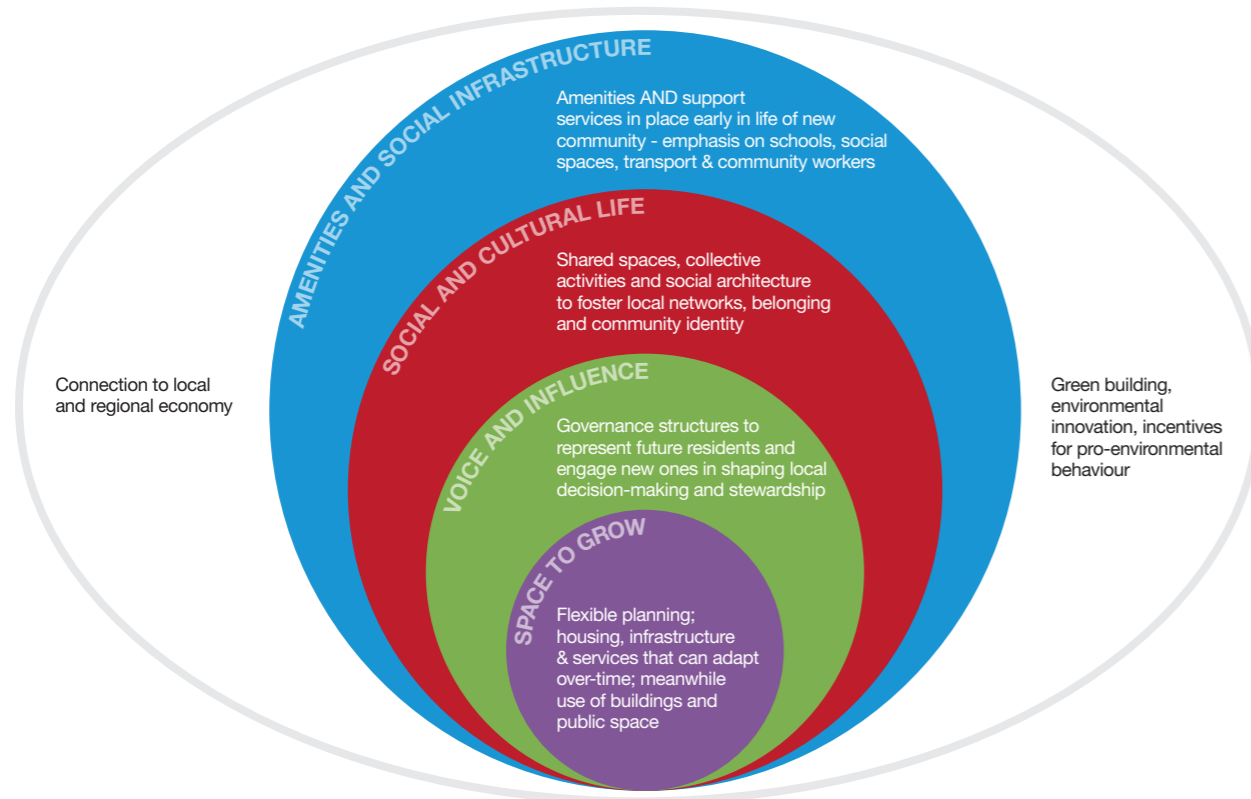 AMENITIES AND SOCIAL INFRASTRUCTURE
Amenities AND support
services in place early in life of new
community - emphasis on schools, social
spaces, transport & community workers
SOCIAL AND CULTURAL LIFE
Shared spaces, collective
activities and social architecture
to foster local networks, belonging
and community identity
Connection to local
and regional economy
Green building,
environmental
innovation, incentives
for pro-environmental
behaviour
VOICE AND INFLUENCE
Governance structures to
represent future residents and
engage new ones in shaping local
decision-making and stewardship
SPACE TO GROW
Flexible planning;
housing, infrastructure
& services that can adapt
over-time; meanwhile
use of buildings and
public space